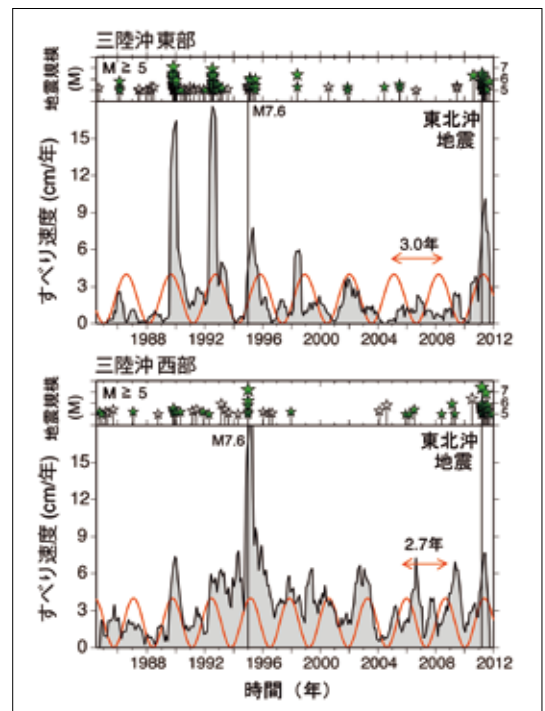 三陸沖東部
地震規模
(M)
M ≥ 5
7
6
5
M7.6
東北沖
地震
すべり速度 (cm/年)
15
12
9
6
3
0
3.0年
1988 1992 1996 2000 2004 2008 2012
三陸沖西部
地震規模
(M)
M ≥ 5
7
6
5
M7.6
東北沖
地震
すべり速度 (cm/年)
15
12
9
6
3
0
2.7年
1988 1992 1996 2000 2004 2008 2012
時間（年）